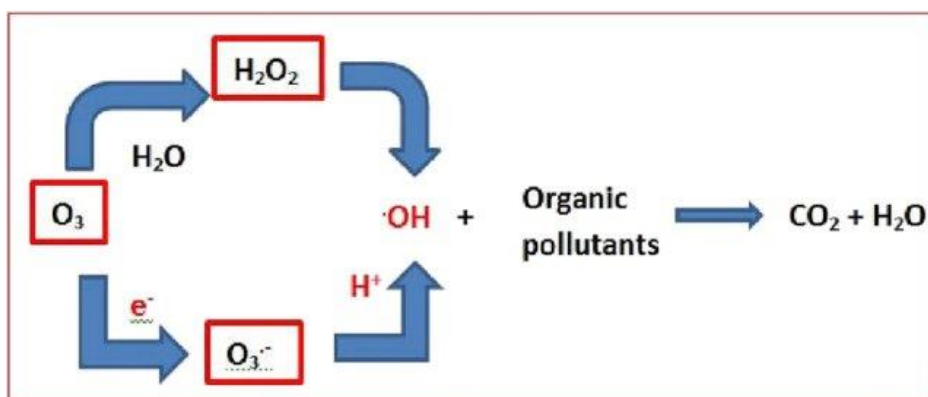 H₂O₂
H₂O
O₃
·OH + Organic pollutants CO₂ + H₂O
e⁻
H⁺
O₃·⁻